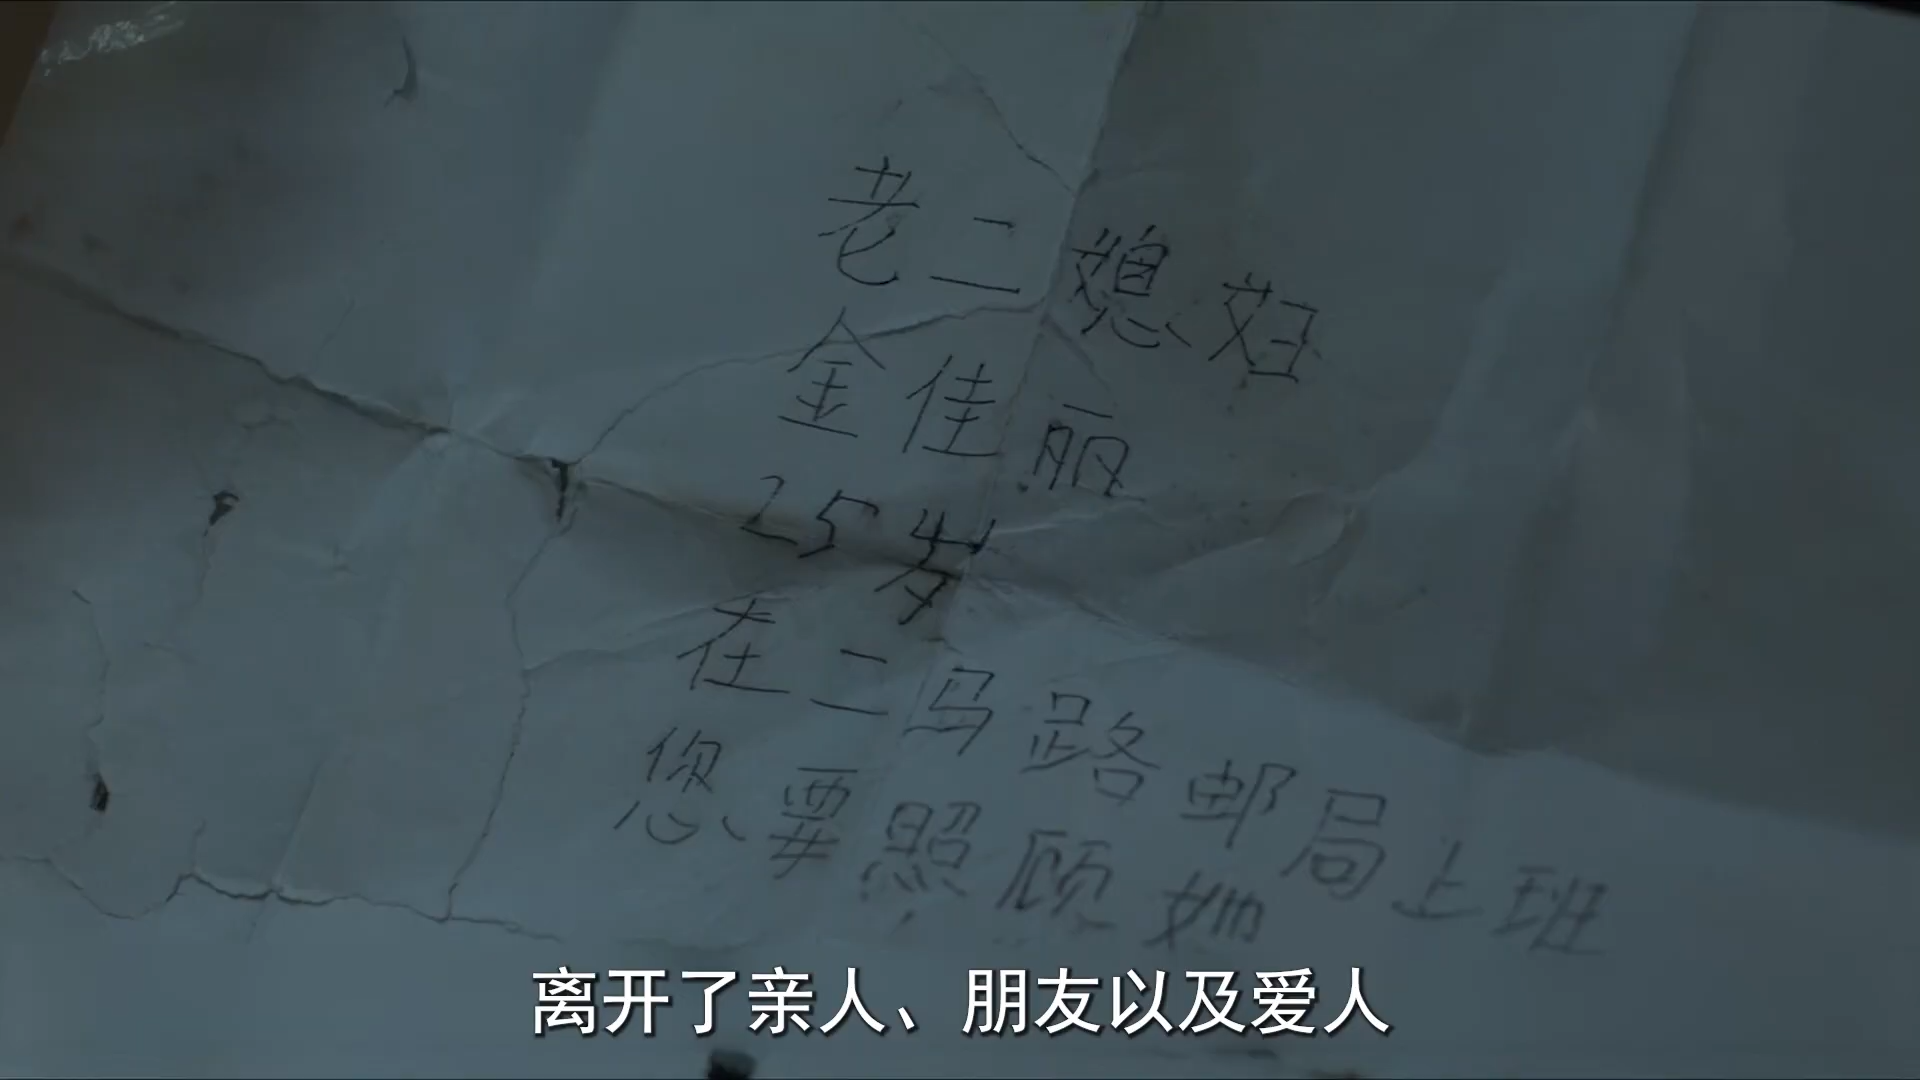 老二媳妇
金佳丽
25岁
在二马路邮局上班
您要照顾她
离开了亲人、朋友以及爱人